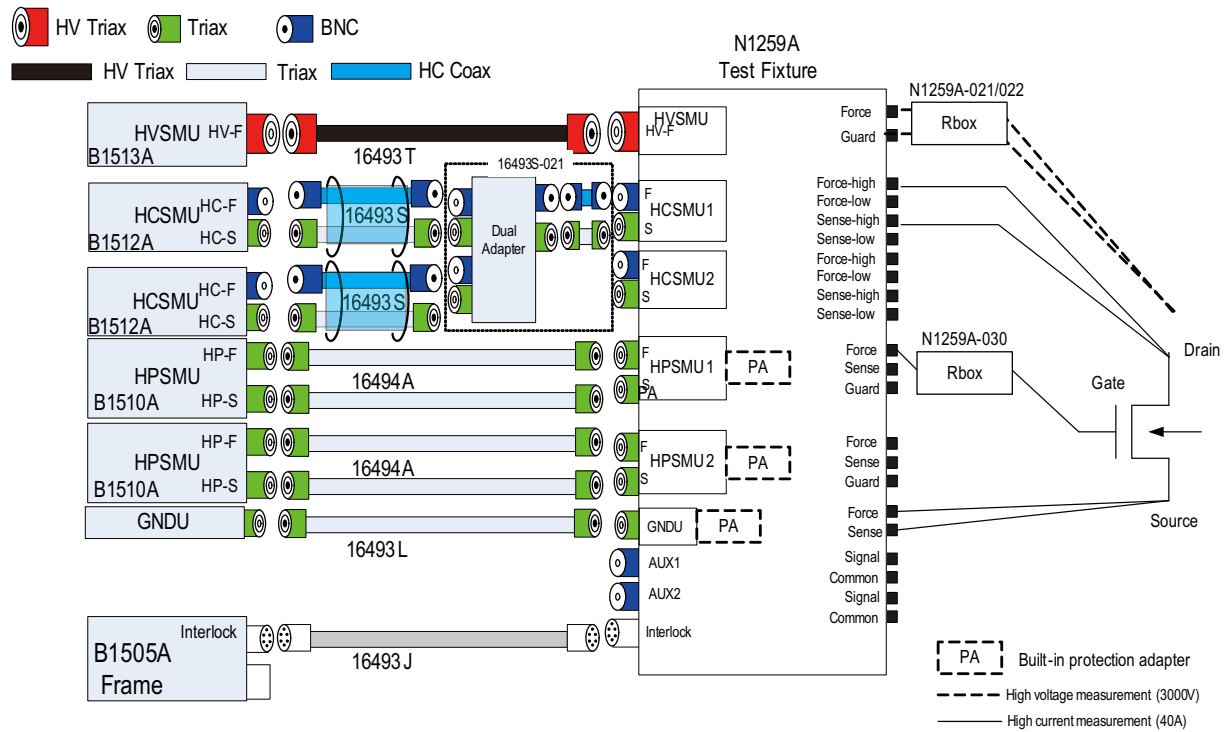 HV Triax
Triax
BNC
HV Triax
Triax
HC Coax
N1259A
Test Fixture
HVSMU
HV-F
B1513A
16493T
HVSMU
HV-F
Force
Guard
N1259A-021/022
Rbox
16493S-021
HCSMU
HC-F
HC-S
B1512A
16493S
Dual
Adapter
F
S
HCSMU1
Force-high
Force-low
Sense-high
Sense-low
HCSMU
HC-F
HC-S
B1512A
16493S
F
S
HCSMU2
Force-high
Force-low
Sense-high
Sense-low
HPSMU
HP-F
HP-S
B1510A
16494A
F
S
PA
HPSMU1
PA
Force
Sense
Guard
N1259A-030
Rbox
Gate
Drain
Source
HPSMU
HP-F
HP-S
B1510A
16494A
F
S
HPSMU2
PA
Force
Sense
Guard
GNDU
16493L
GNDU
PA
Force
Sense
AUX1
AUX2
Signal
Common
Signal
Common
Interlock
B1505A
Frame
16493J
Interlock
PA
Built-in protection adapter
High voltage measurement (3000V)
High current measurement (40A)